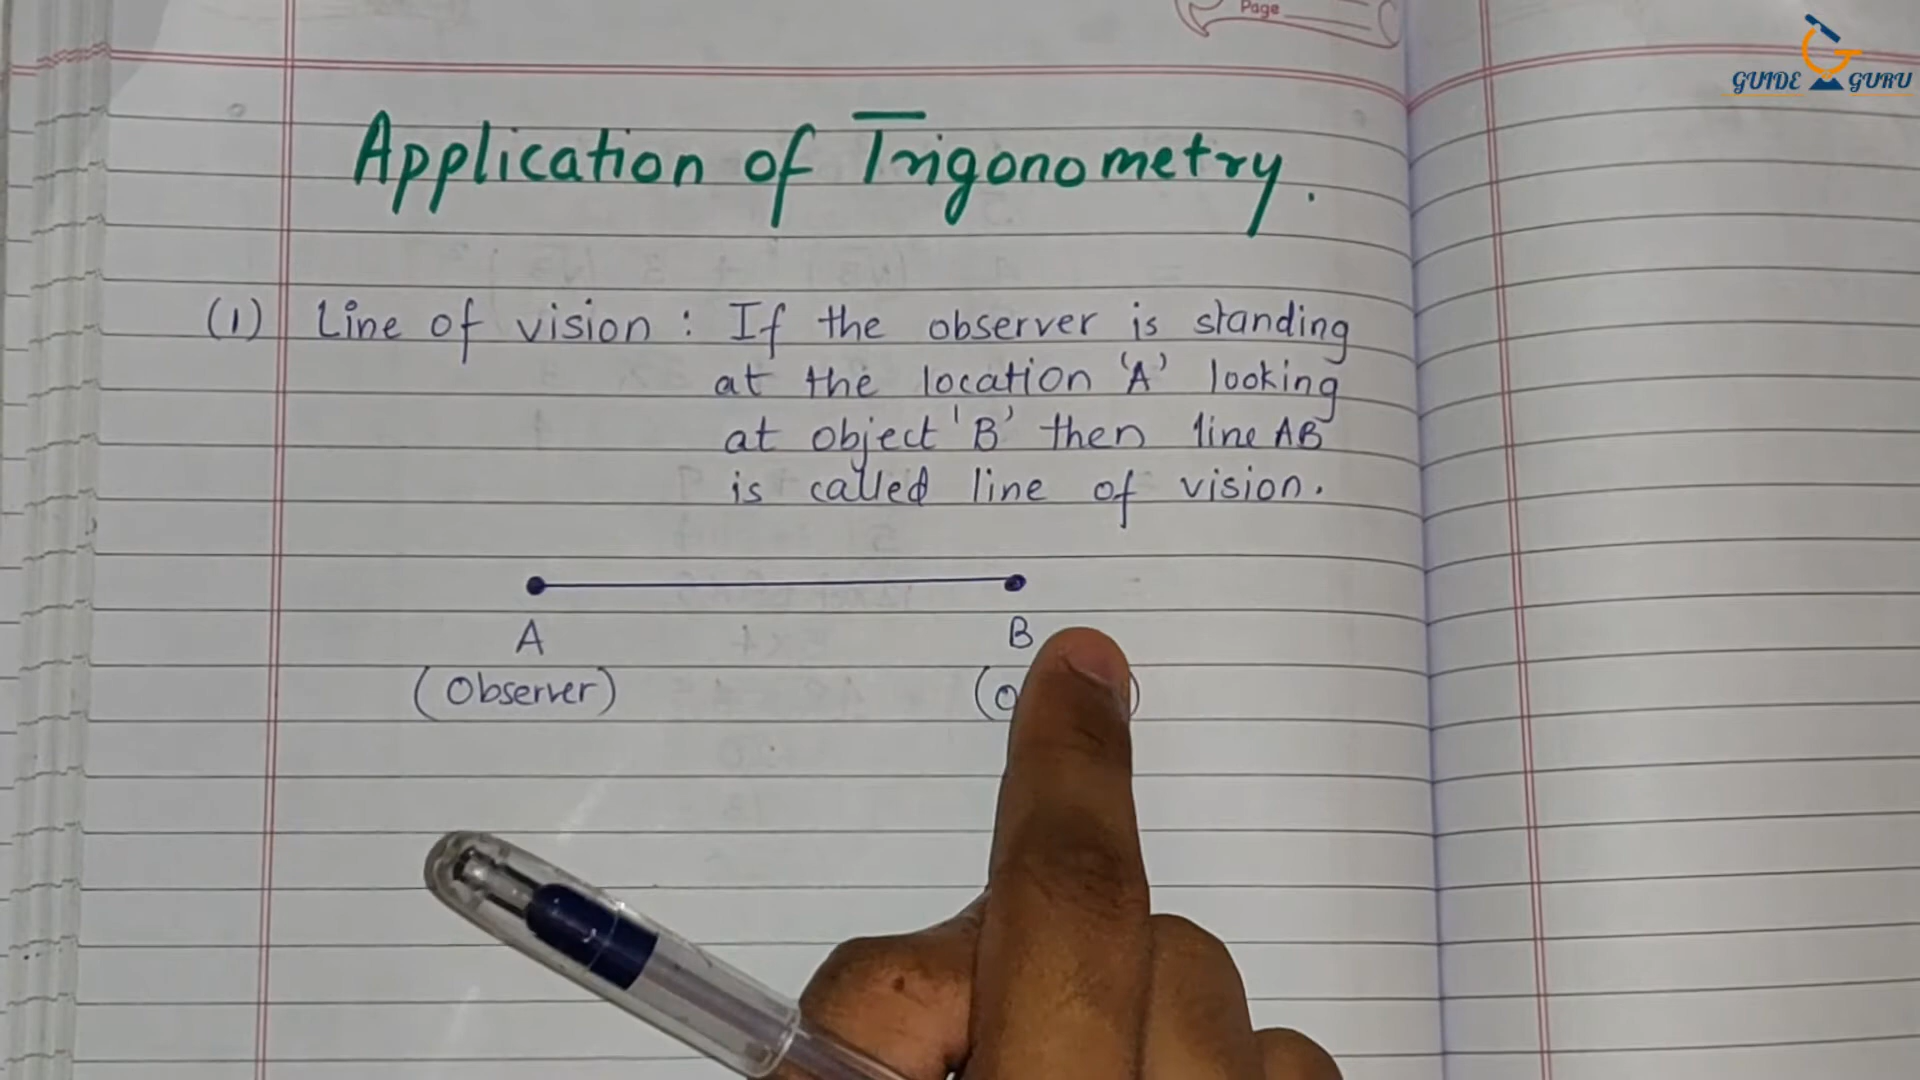 Page
GUIDE GURU
Application of Trigonometry.
(1) Line of vision : If the observer is standing
at the location 'A' looking
at object 'B' then line AB
is called line of vision.
A B
(Observer)